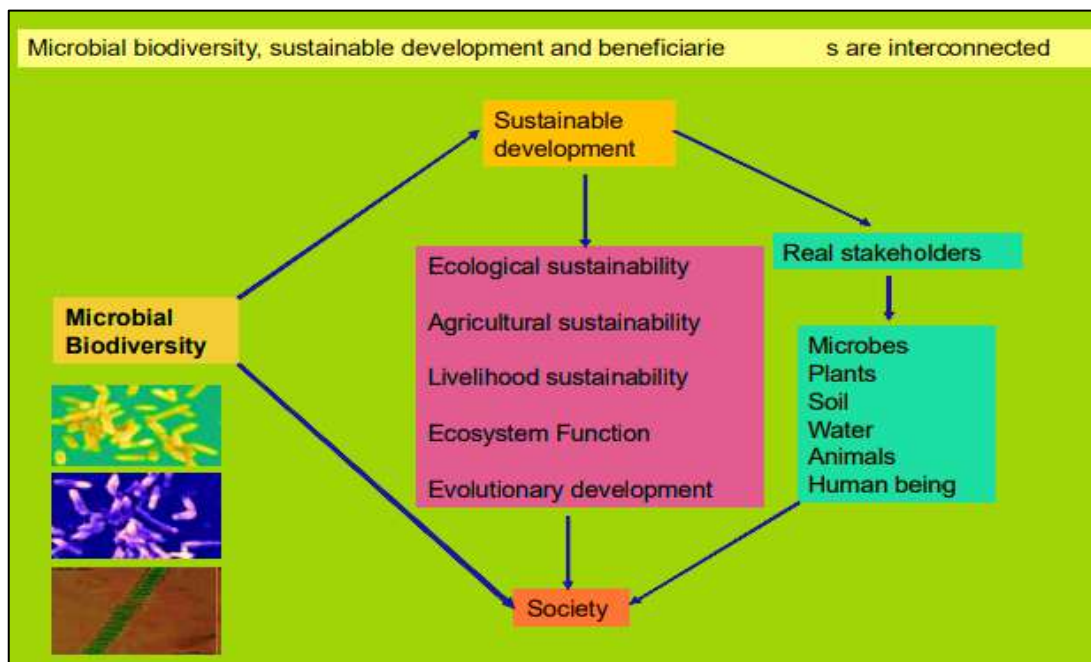 Microbial biodiversity, sustainable development and beneficiarie s are interconnected
Sustainable
development
Ecological sustainability
Agricultural sustainability
Livelihood sustainability
Ecosystem Function
Evolutionary development
Real stakeholders
Microbial
Biodiversity
Microbes
Plants
Soil
Water
Animals
Human being
Society